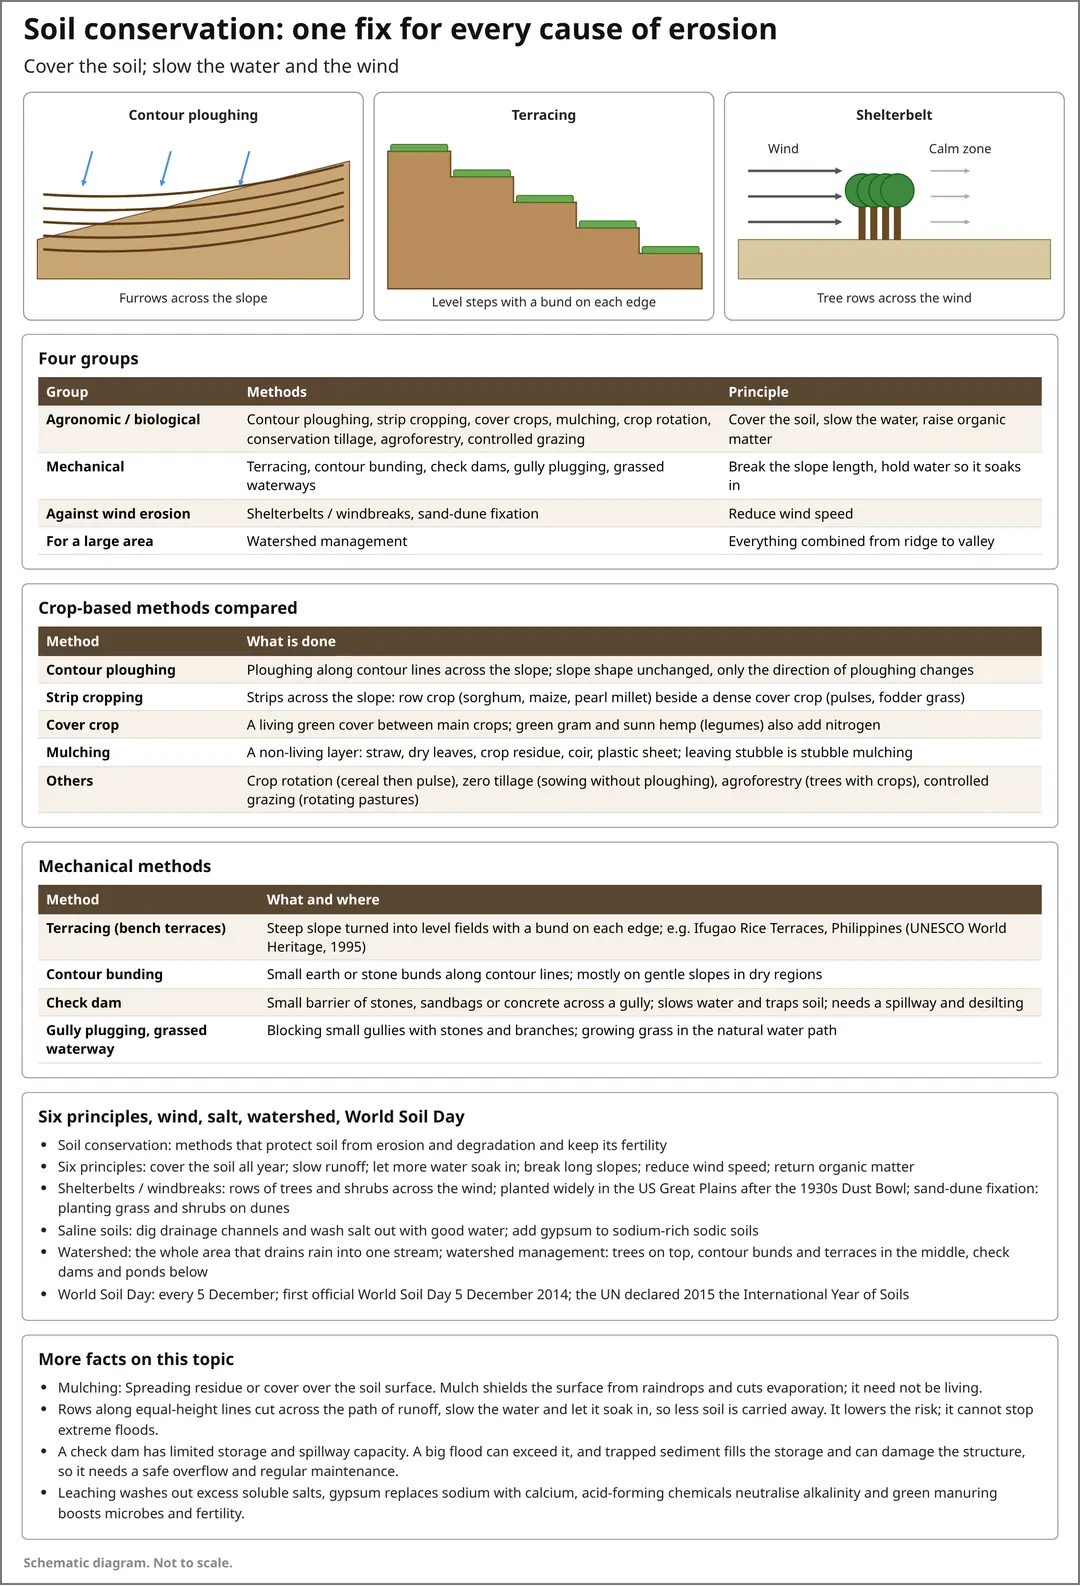 Soil conservation: one fix for every cause of erosion
Cover the soil; slow the water and the wind
Contour ploughing
Furrows across the slope
Terracing
Level steps with a bund on each edge
Shelterbelt
Wind
Calm zone
Tree rows across the wind
Four groups
Group Methods Principle
Agronomic / biological Contour ploughing, strip cropping, cover crops, mulching, crop rotation, Cover the soil, slow the water, raise organic
conservation tillage, agroforestry, controlled grazing matter
Mechanical Terracing, contour bunding, check dams, gully plugging, grassed Break the slope length, hold water so it soaks
waterways in
Against wind erosion Shelterbelts / windbreaks, sand-dune fixation Reduce wind speed
For a large area Watershed management Everything combined from ridge to valley
Crop-based methods compared
Method What is done
Contour ploughing Ploughing along contour lines across the slope; slope shape unchanged, only the direction of ploughing changes
Strip cropping Strips across the slope: row crop (sorghum, maize, pearl millet) beside a dense cover crop (pulses, fodder grass)
Cover crop A living green cover between main crops; green gram and sunn hemp (legumes) also add nitrogen
Mulching A non-living layer: straw, dry leaves, crop residue, coir, plastic sheet; leaving stubble is stubble mulching
Others Crop rotation (cereal then pulse), zero tillage (sowing without ploughing), agroforestry (trees with crops), controlled
grazing (rotating pastures)
Mechanical methods
Method What and where
Terracing (bench terraces) Steep slope turned into level fields with a bund on each edge; e.g. Ifugao Rice Terraces, Philippines (UNESCO World
Heritage, 1995)
Contour bunding Small earth or stone bunds along contour lines; mostly on gentle slopes in dry regions
Check dam Small barrier of stones, sandbags or concrete across a gully; slows water and traps soil; needs a spillway and desilting
Gully plugging, grassed Blocking small gullies with stones and branches; growing grass in the natural water path
waterway
Six principles, wind, salt, watershed, World Soil Day
• Soil conservation: methods that protect soil from erosion and degradation and keep its fertility
• Six principles: cover the soil all year; slow runoff; let more water soak in; break long slopes; reduce wind speed; return organic matter
• Shelterbelts / windbreaks: rows of trees and shrubs across the wind; planted widely in the US Great Plains after the 1930s Dust Bowl; sand-dune fixation:
planting grass and shrubs on dunes
• Saline soils: dig drainage channels and wash salt out with good water; add gypsum to sodium-rich sodic soils
• Watershed: the whole area that drains rain into one stream; watershed management: trees on top, contour bunds and terraces in the middle, check
dams and ponds below
• World Soil Day: every 5 December; first official World Soil Day 5 December 2014; the UN declared 2015 the International Year of Soils
More facts on this topic
• Mulching: Spreading residue or cover over the soil surface. Mulch shields the surface from raindrops and cuts evaporation; it need not be living.
• Rows along equal-height lines cut across the path of runoff, slow the water and let it soak in, so less soil is carried away. It lowers the risk; it cannot stop
extreme floods.
• A check dam has limited storage and spillway capacity. A big flood can exceed it, and trapped sediment fills the storage and can damage the structure,
so it needs a safe overflow and regular maintenance.
• Leaching washes out excess soluble salts, gypsum replaces sodium with calcium, acid-forming chemicals neutralise alkalinity and green manuring
boosts microbes and fertility.
Schematic diagram. Not to scale.